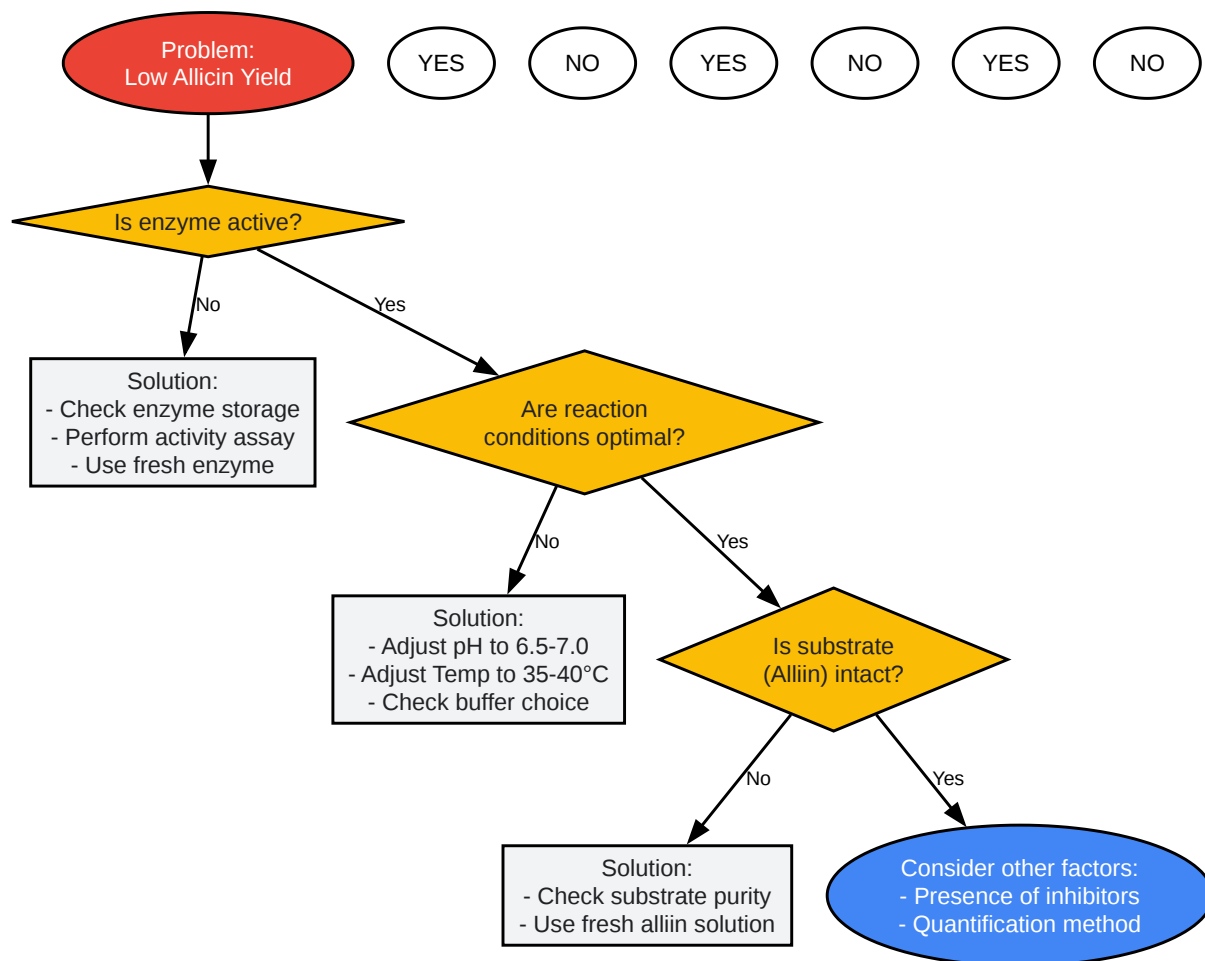 Problem:
Low Allicin Yield
YES
NO
YES
NO
YES
NO
Is enzyme active?
No
Yes
Solution:
- Check enzyme storage
- Perform activity assay
- Use fresh enzyme
Are reaction
conditions optimal?
No
Yes
Solution:
- Adjust pH to 6.5-7.0
- Adjust Temp to 35-40°C
- Check buffer choice
Is substrate
(Alliin) intact?
No
Yes
Solution:
- Check substrate purity
- Use fresh alliin solution
Consider other factors:
- Presence of inhibitors
- Quantification method